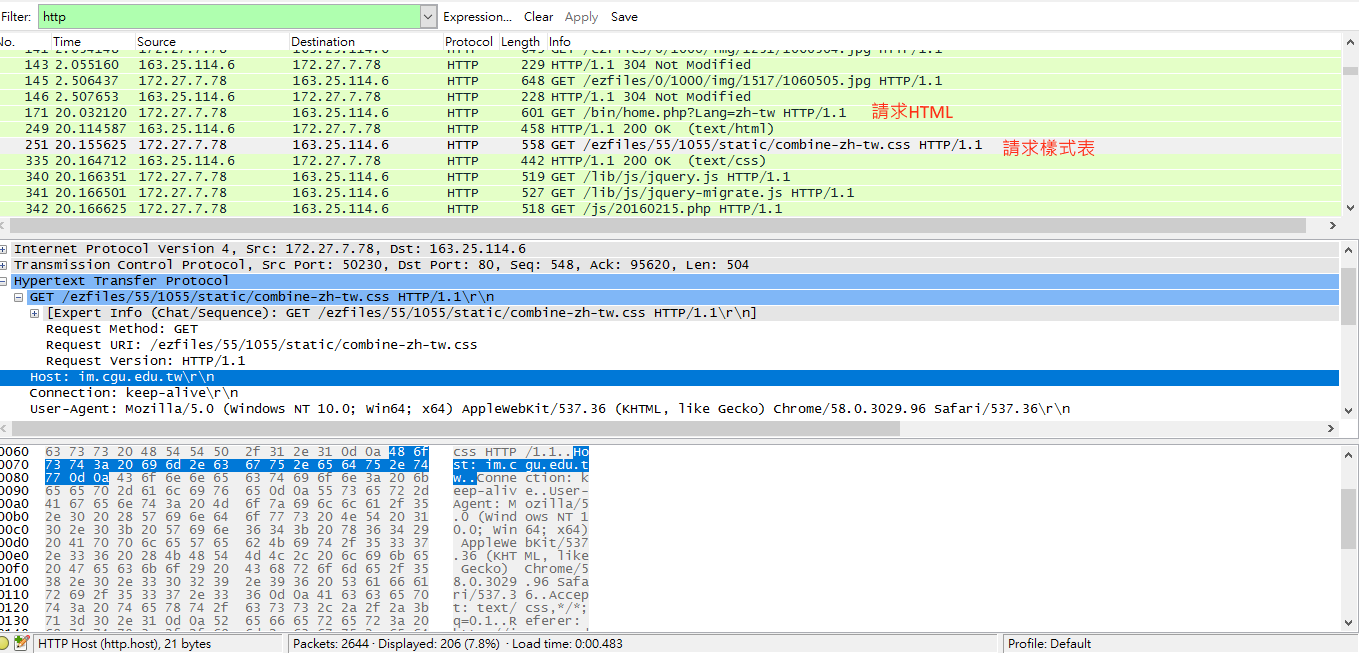 Filter: http Expression... Clear Apply Save
No. Time Source Destination Protocol Length Info
141 2.054146 172.27.7.78 163.25.114.6 HTTP 649 GET /ezfiles/0/1000/img/1291/1060904.jpg HTTP/1.1
143 2.055160 163.25.114.6 172.27.7.78 HTTP 229 HTTP/1.1 304 Not Modified
145 2.506437 172.27.7.78 163.25.114.6 HTTP 648 GET /ezfiles/0/1000/img/1517/1060505.jpg HTTP/1.1
146 2.507653 163.25.114.6 172.27.7.78 HTTP 228 HTTP/1.1 304 Not Modified
171 20.032120 172.27.7.78 163.25.114.6 HTTP 601 GET /bin/home.php?Lang=zh-tw HTTP/1.1 請求HTML
249 20.114587 163.25.114.6 172.27.7.78 HTTP 458 HTTP/1.1 200 OK (text/html)
251 20.155625 172.27.7.78 163.25.114.6 HTTP 558 GET /ezfiles/55/1055/static/combine-zh-tw.css HTTP/1.1 請求樣式表
335 20.164712 163.25.114.6 172.27.7.78 HTTP 442 HTTP/1.1 200 OK (text/css)
340 20.166351 172.27.7.78 163.25.114.6 HTTP 519 GET /lib/js/jquery.js HTTP/1.1
341 20.166501 172.27.7.78 163.25.114.6 HTTP 527 GET /lib/js/jquery-migrate.js HTTP/1.1
342 20.166625 172.27.7.78 163.25.114.6 HTTP 518 GET /js/20160215.php HTTP/1.1
Internet Protocol Version 4, Src: 172.27.7.78, Dst: 163.25.114.6
Transmission Control Protocol, Src Port: 50230, Dst Port: 80, Seq: 548, Ack: 95620, Len: 504
Hypertext Transfer Protocol
GET /ezfiles/55/1055/static/combine-zh-tw.css HTTP/1.1\r\n
[Expert Info (Chat/Sequence): GET /ezfiles/55/1055/static/combine-zh-tw.css HTTP/1.1\r\n]
Request Method: GET
Request URI: /ezfiles/55/1055/static/combine-zh-tw.css
Request Version: HTTP/1.1
Host: im.cgu.edu.tw\r\n
Connection: keep-alive\r\n
User-Agent: Mozilla/5.0 (Windows NT 10.0; Win64; x64) AppleWebKit/537.36 (KHTML, like Gecko) Chrome/58.0.3029.96 Safari/537.36\r\n
0060 63 73 73 20 48 54 54 50 2f 31 2e 31 0d 0a 48 6f css HTTP /1.1..Ho
0070 73 74 3a 20 69 6d 2e 63 67 75 2e 65 64 75 2e 74 st: im.c gu.edu.t
0080 77 0d 0a 43 6f 6e 6e 65 63 74 69 6f 6e 3a 20 6b w..Conne ction: k
0090 65 65 70 2d 61 6c 69 76 65 0d 0a 55 73 65 72 2d eep-aliv e..User-
00a0 41 67 65 6e 74 3a 20 4d 6f 7a 69 6c 6c 61 2f 35 Agent: M ozilla/5
00b0 2e 30 20 28 57 69 6e 64 6f 77 73 20 4e 54 20 31 .0 (Wind ows NT 1
00c0 30 2e 30 3b 20 57 69 6e 36 34 3b 20 78 36 34 29 0.0; Win 64; x64)
00d0 20 41 70 70 6c 65 57 65 62 4b 69 74 2f 35 33 37 AppleWe bKit/537
00e0 2e 33 36 20 28 4b 48 54 4d 4c 2c 20 6c 69 6b 65 .36 (KHT ML, like
00f0 20 47 65 63 6b 6f 29 20 43 68 72 6f 6d 65 2f 35 Gecko) Chrome/5
0100 38 2e 30 2e 33 30 32 39 2e 39 36 20 53 61 66 61 8.0.3029 .96 Safa
0110 72 69 2f 35 33 37 2e 33 36 0d 0a 41 63 63 65 70 ri/537.3 6..Accep
0120 74 3a 20 74 65 78 74 2f 63 73 73 2c 2a 2f 2a 3b t: text/ css,*/*;
0130 71 3d 30 2e 31 0d 0a 52 65 66 65 72 65 72 3a 20 q=0.1..R eferer:
HTTP Host (http.host), 21 bytes Packets: 2644 · Displayed: 206 (7.8%) · Load time: 0:00.483 Profile: Default